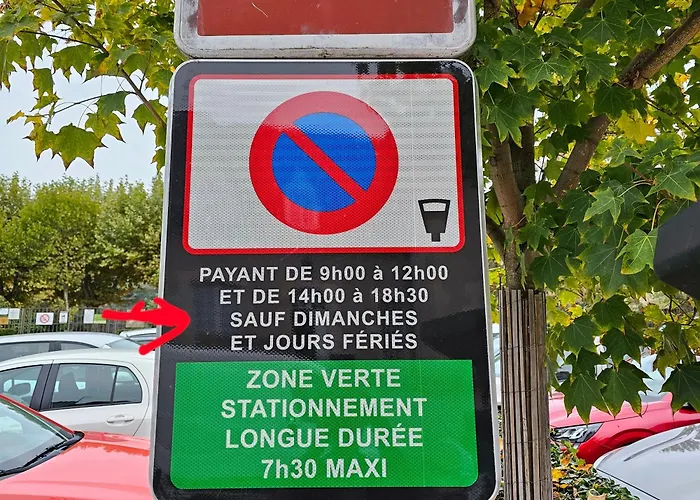 PAYANT DE 9h00 à 12h00
ET DE 14h00 à 18h30
SAUF DIMANCHES
ET JOURS FÉRIÉS
ZONE VERTE
STATIONNEMENT
LONGUE DURÉE
7h30 MAXI